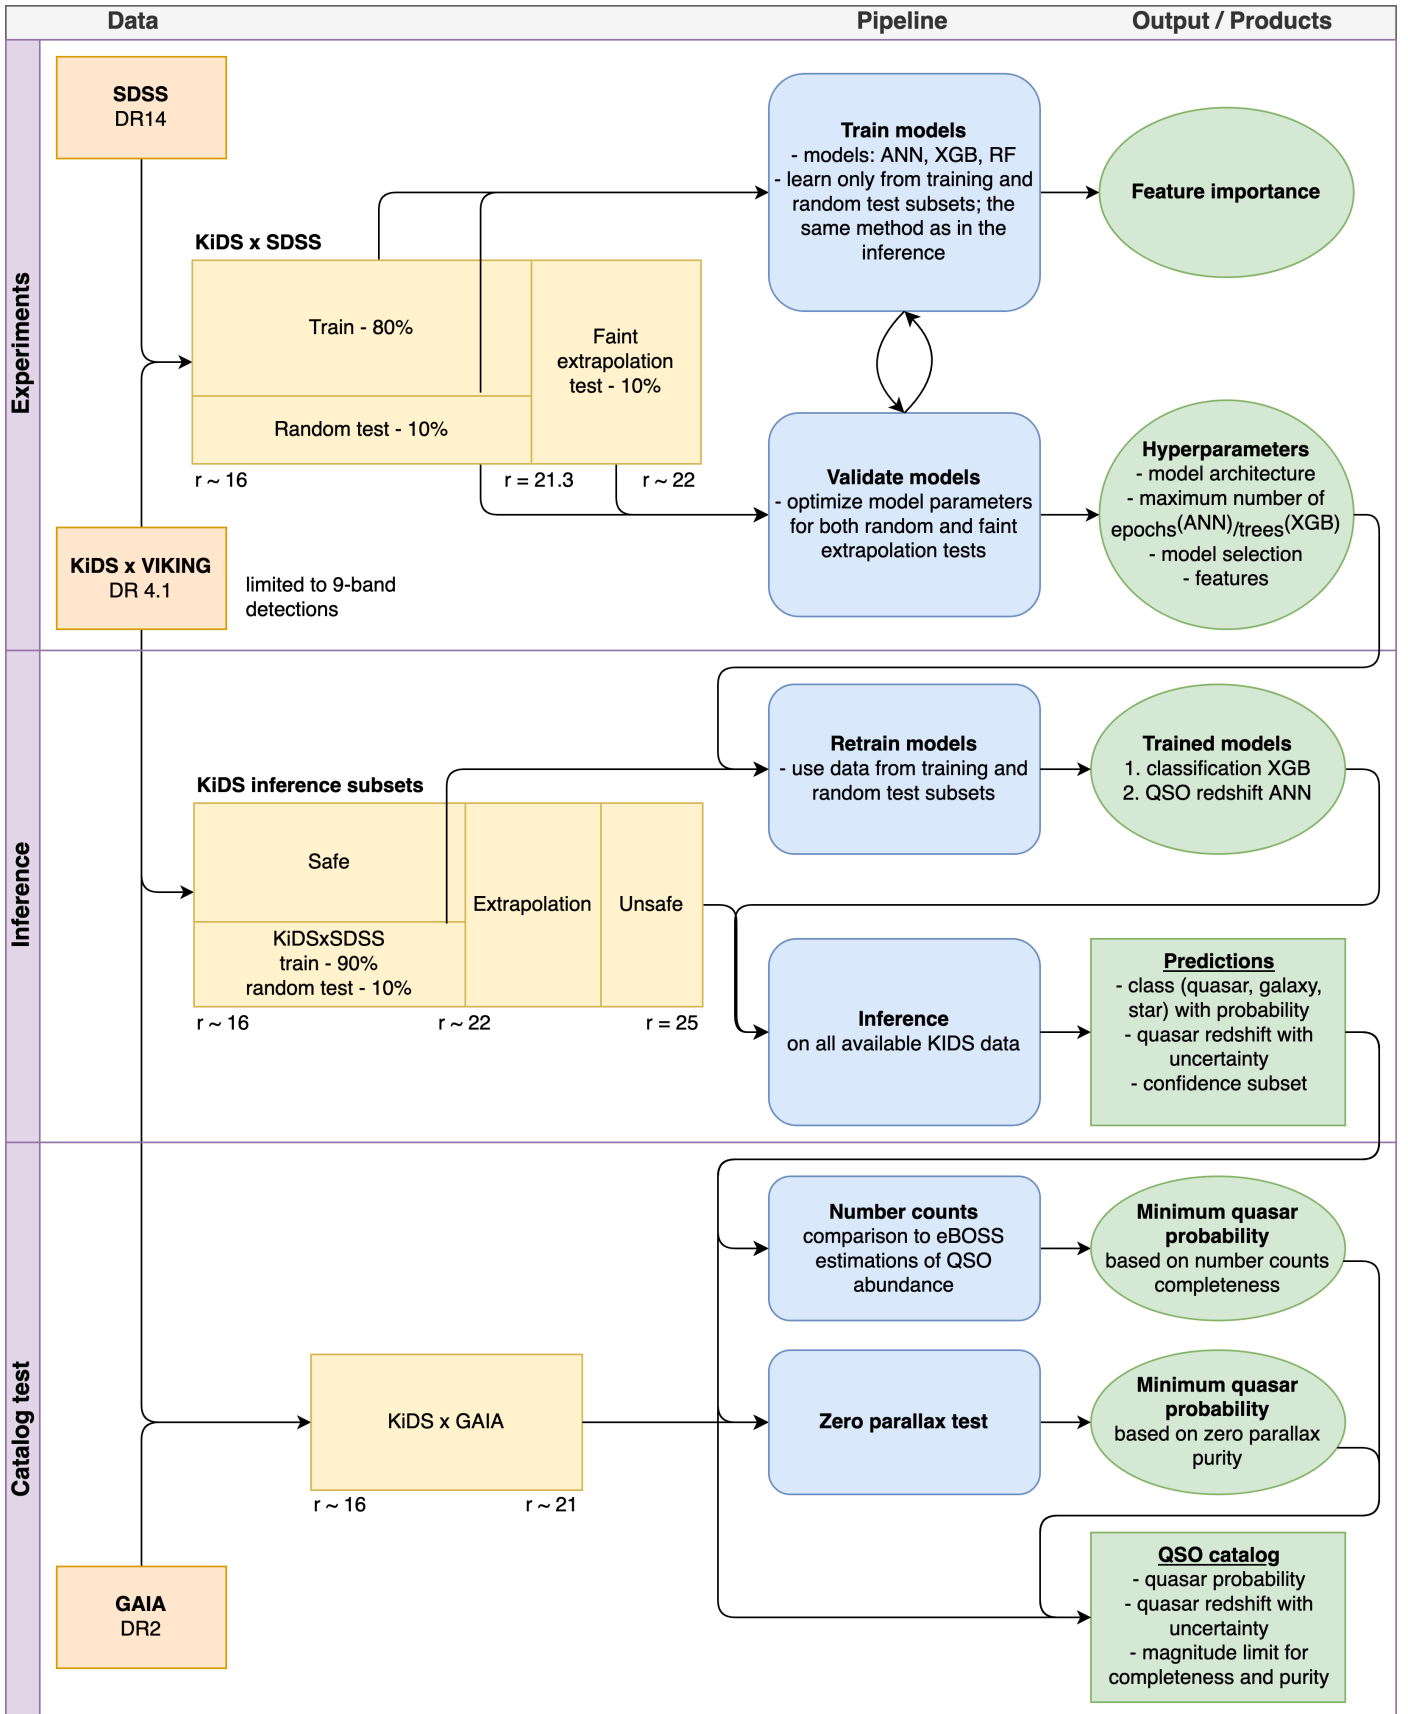 Data
Pipeline
Output / Products
Experiments
SDSS
DR14
KiDS x SDSS
Train - 80%
Random test - 10%
Faint
extrapolation
test - 10%
r ~ 16
r = 21.3
r ~ 22
KiDS x VIKING
DR 4.1
limited to 9-band
detections
Train models
- models: ANN, XGB, RF
- learn only from training and
random test subsets; the
same method as in the
inference
Feature importance
Validate models
- optimize model parameters
for both random and faint
extrapolation tests
Hyperparameters
- model architecture
- maximum number of
epochs(ANN)/trees(XGB)
- model selection
- features
Inference
KiDS inference subsets
Safe
KiDSxSDSS
train - 90%
random test - 10%
Extrapolation
Unsafe
r ~ 16
r ~ 22
r = 25
Retrain models
- use data from training and
random test subsets
Trained models
1. classification XGB
2. QSO redshift ANN
Inference
on all available KIDS data
Predictions
- class (quasar, galaxy,
star) with probability
- quasar redshift with
uncertainty
- confidence subset
Catalog test
Number counts
comparison to eBOSS
estimations of QSO
abundance
Minimum quasar
probability
based on number counts
completeness
KiDS x GAIA
r ~ 16
r ~ 21
Zero parallax test
Minimum quasar
probability
based on zero parallax
purity
GAIA
DR2
QSO catalog
- quasar probability
- quasar redshift with
uncertainty
- magnitude limit for
completeness and purity